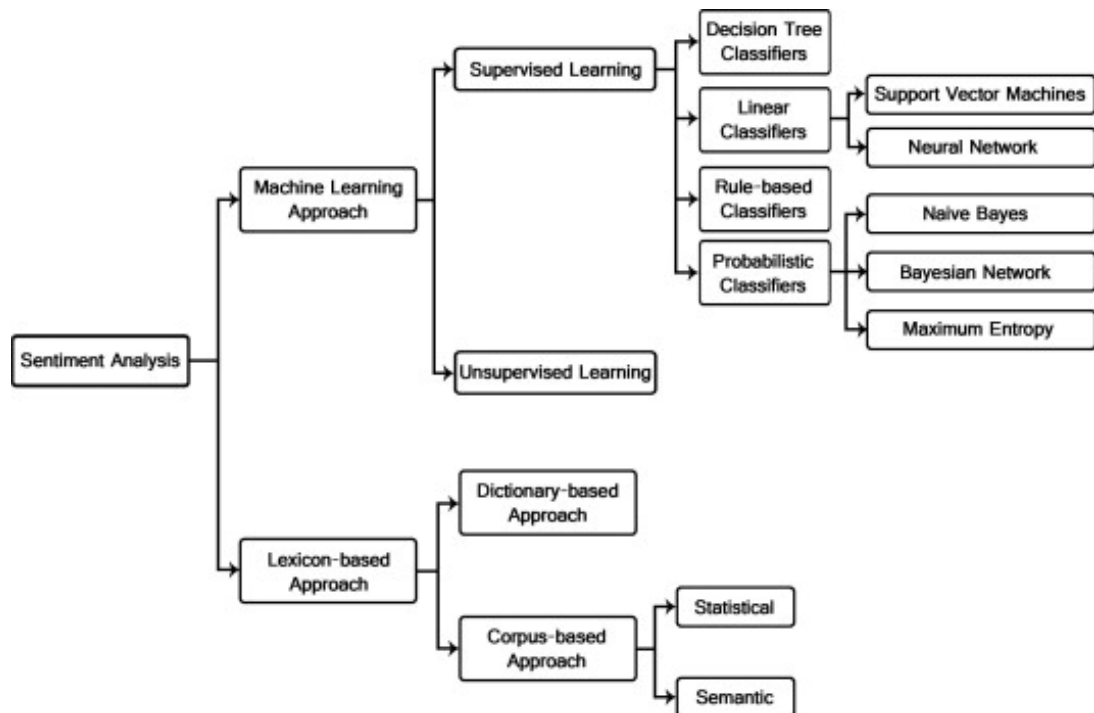 Decision Tree
Classifiers
Supervised Learning
Support Vector Machines
Linear
Classifiers
Neural Network
Machine Learning
Approach
Rule-based
Classifiers
Naive Bayes
Probabilistic
Classifiers
Bayesian Network
Maximum Entropy
Sentiment Analysis
Unsupervised Learning
Dictionary-based
Approach
Lexicon-based
Approach
Statistical
Corpus-based
Approach
Semantic